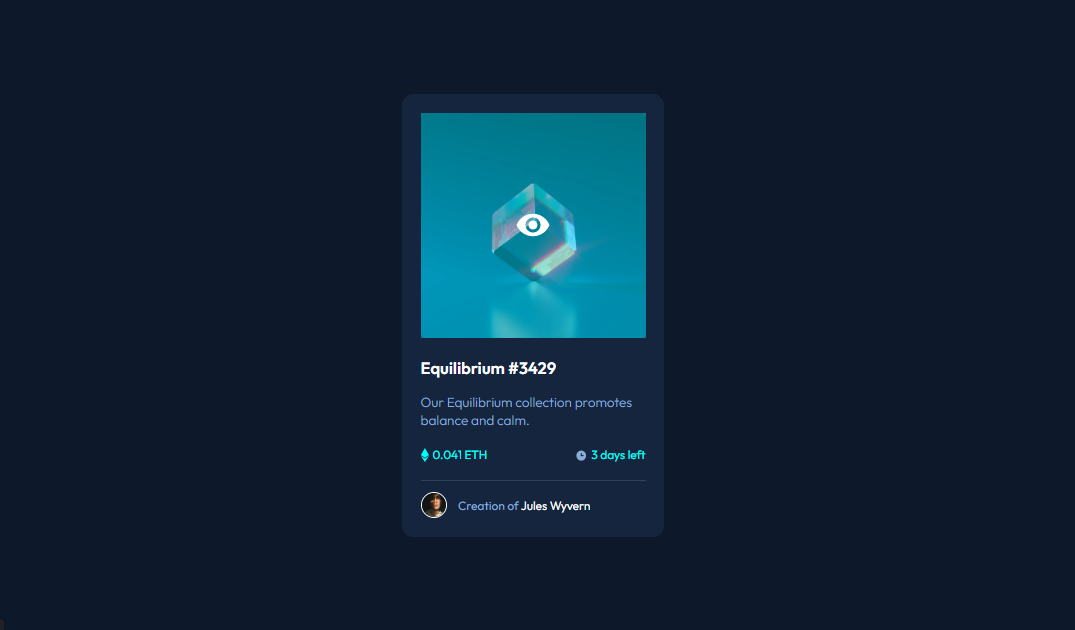 Equilibrium #3429
Our Equilibrium collection promotes
balance and calm.
0.041 ETH
3 days left
Creation of Jules Wyvern